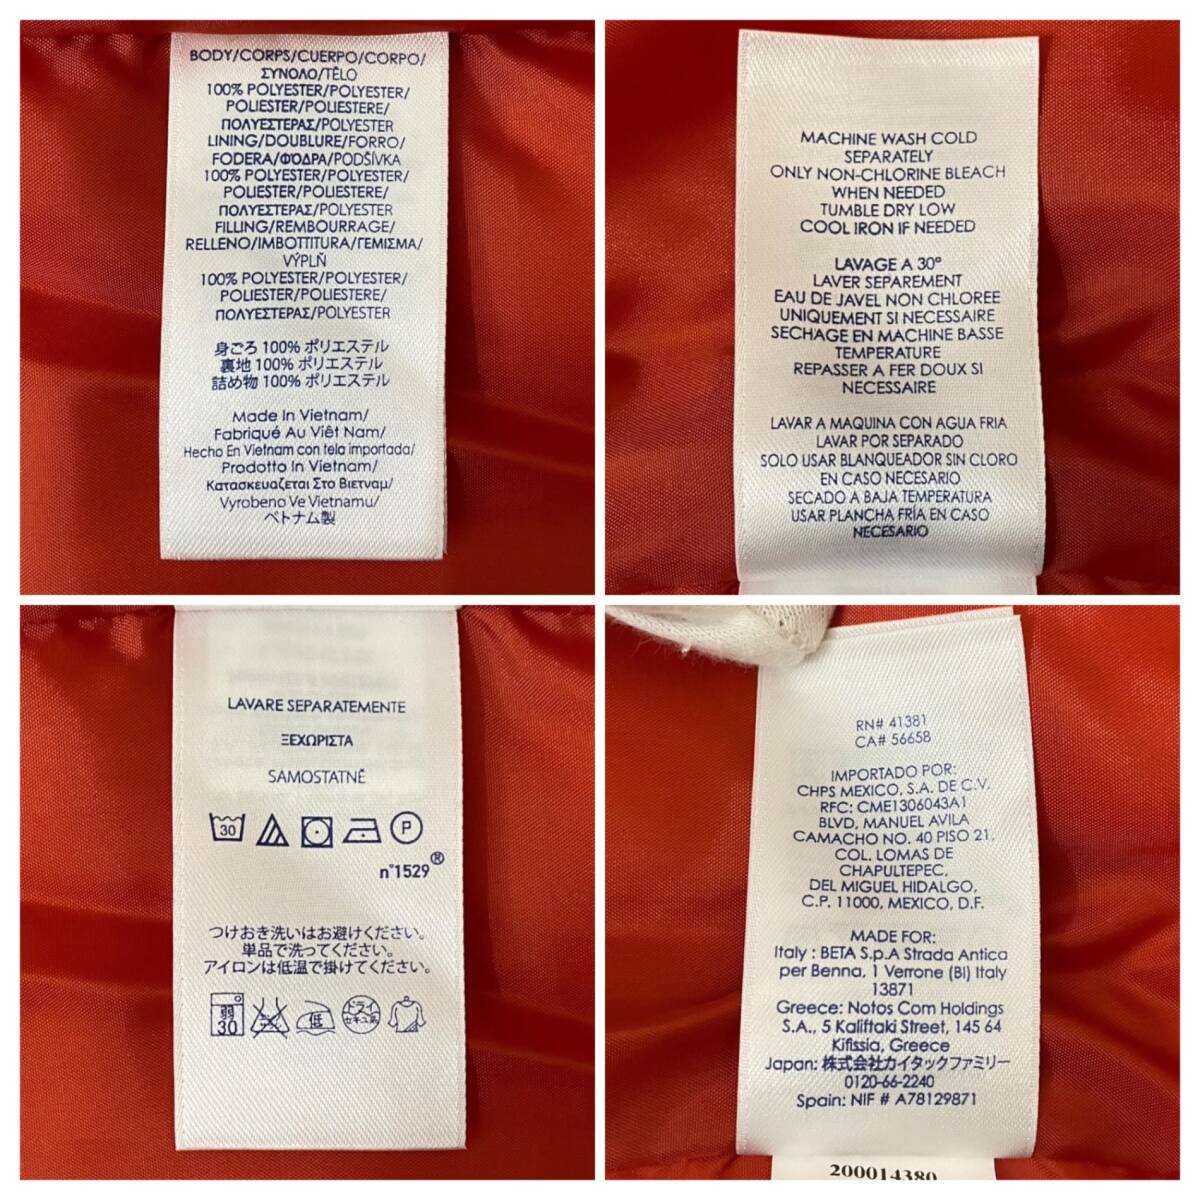 BODY/CORPS/CUERPO/CORPO/
ΣΥΝΟΛΟ/TĚLO
100% POLYESTER/POLYESTER/
POLIESTER/POLIESTERE/
ΠΟΛΥΕΣΤΕΡΑΣ/POLYESTER
LINING/DOUBLURE/FORRO/
FODERA/ΦΌΔΡΑ/PODŠÍVKA
100% POLYESTER/POLYESTER/
POLIESTER/POLIESTERE/
ΠΟΛΥΕΣΤΕΡΑΣ/POLYESTER
FILLING/REMBOURRAGE/
RELLENO/IMBOTTITURA/ΓΕΜΙΣΜΑ/
VÝPLŇ
100% POLYESTER/POLYESTER/
POLIESTER/POLIESTERE/
ΠΟΛΥΕΣΤΕΡΑΣ/POLYESTER
身ごろ 100% ポリエステル
裏地 100% ポリエステル
詰め物 100% ポリエステル
Made In Vietnam/
Fabriqué Au Viêt Nam/
Hecho En Vietnam con tela importada/
Prodotto In Vietnam/
Κατασκευαζεται Στο Βιετναμ/
Vyrobeno Ve Vietnamu/
ベトナム製
MACHINE WASH COLD
SEPARATELY
ONLY NON-CHLORINE BLEACH
WHEN NEEDED
TUMBLE DRY LOW
COOL IRON IF NEEDED
LAVAGE A 30°
LAVER SEPAREMENT
EAU DE JAVEL NON CHLOREE
UNIQUEMENT SI NECESSAIRE
SECHAGE EN MACHINE BASSE
TEMPERATURE
REPASSER A FER DOUX SI
NECESSAIRE
LAVAR A MAQUINA CON AGUA FRIA
LAVAR POR SEPARADO
SOLO USAR BLANQUEADOR SIN CLORO
EN CASO NECESARIO
SECADO A BAJA TEMPERATURA
USAR PLANCHA FRÍA EN CASO
NECESARIO
LAVARE SEPARATEMENTE
ΞΕΧΩΡΙΣΤΑ
SAMOSTATNĚ
30 P
n°1529®
つけおき洗いはお避けください。
単品で洗ってください。
アイロンは低温で掛けてください。
弱 30 低 ドライ セキユ系
RN# 41381
CA# 56658
IMPORTADO POR:
CHPS MEXICO, S.A. DE C.V.
RFC: CME1306043A1
BLVD, MANUEL AVILA
CAMACHO NO. 40 PISO 21,
COL. LOMAS DE
CHAPULTEPEC,
DEL MIGUEL HIDALGO,
C.P. 11000, MEXICO, D.F.
MADE FOR:
Italy : BETA S.p.A Strada Antica
per Benna, 1 Verrone (BI) Italy
13871
Greece: Notos Com Holdings
S.A., 5 Kaliftaki Street, 145 64
Kifissia, Greece
Japan: 株式会社カイタックファミリー
0120-66-2240
Spain: NIF # A78129871
200014380